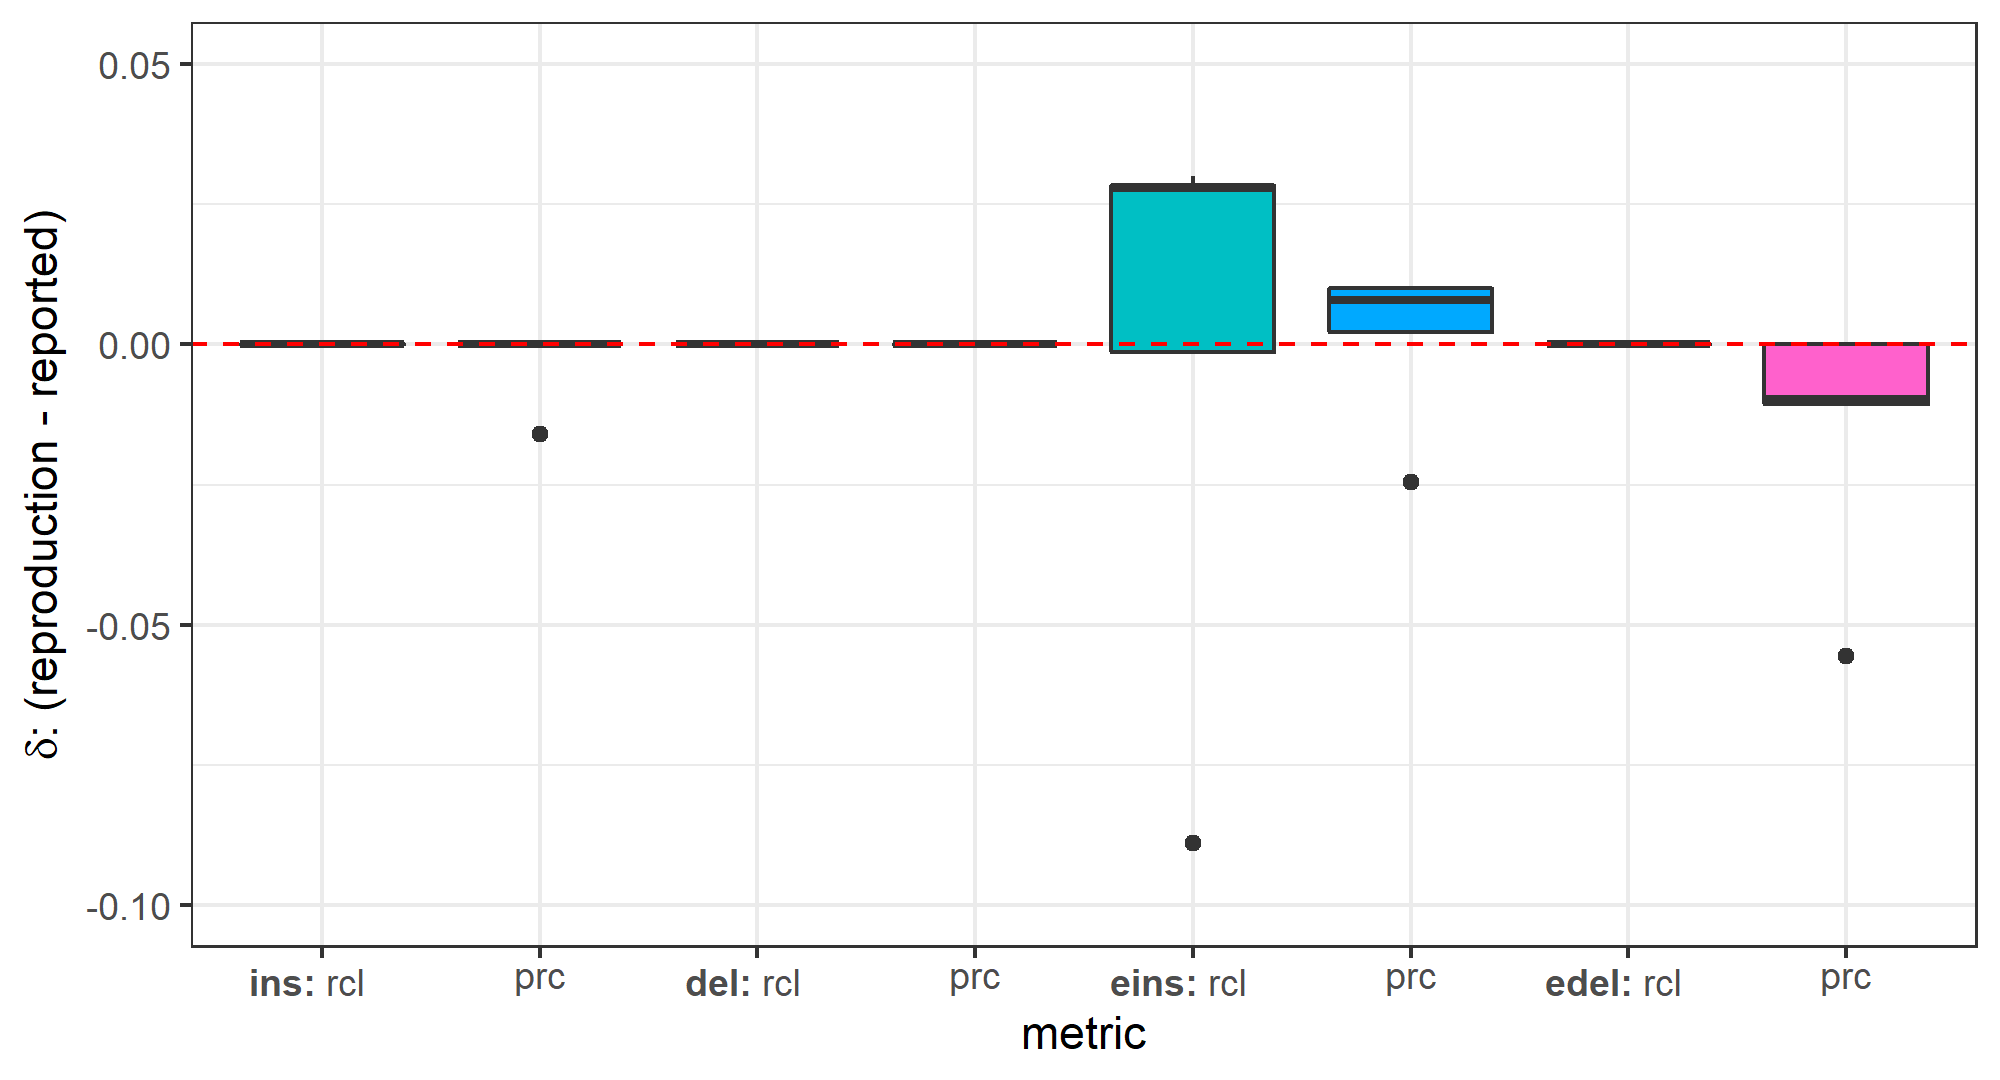 0.05
0.00
-0.05
-0.10
δ: (reproduction - reported)
ins: rcl prc del: rcl prc eins: rcl prc edel: rcl prc
metric